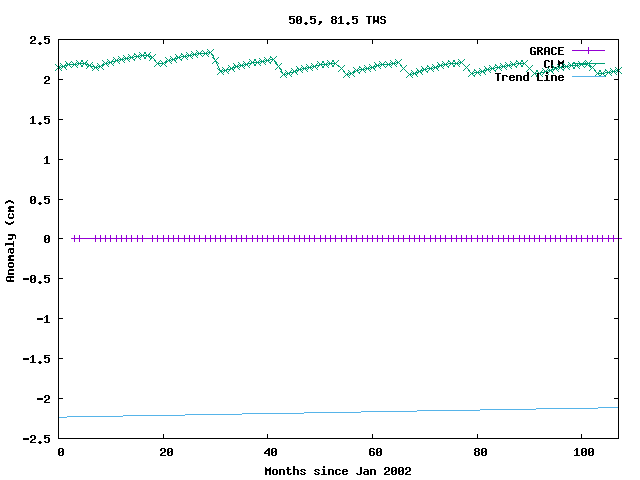 50.5, 81.5 TWS
GRACE
CLM
Trend Line
2.5
2
1.5
1
0.5
0
-0.5
-1
-1.5
-2
-2.5
Anomaly (cm)
0 20 40 60 80 100
Months since Jan 2002